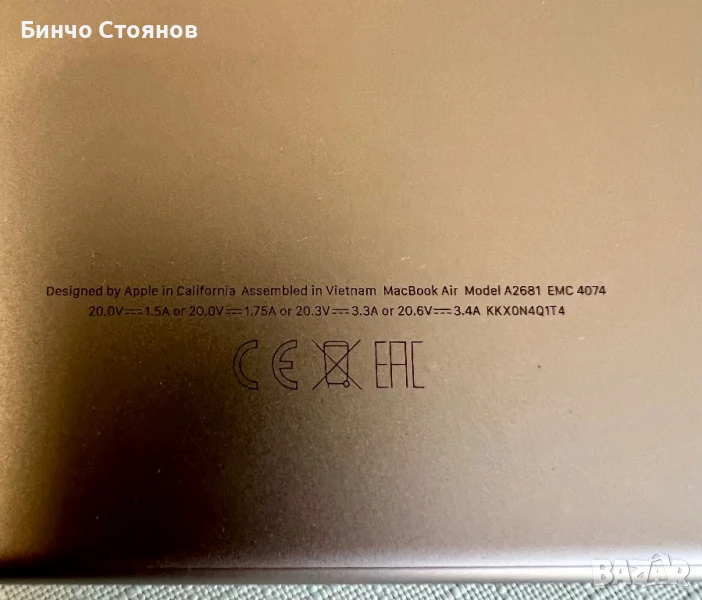 Бинчо Стоянов
Designed by Apple in California Assembled in Vietnam MacBook Air Model A2681 EMC 4074
20.0V⎓1.5A or 20.0V⎓1.75A or 20.3V⎓3.3A or 20.6V⎓3.4A KKX0N4Q1T4
CE EAC
BAZAR